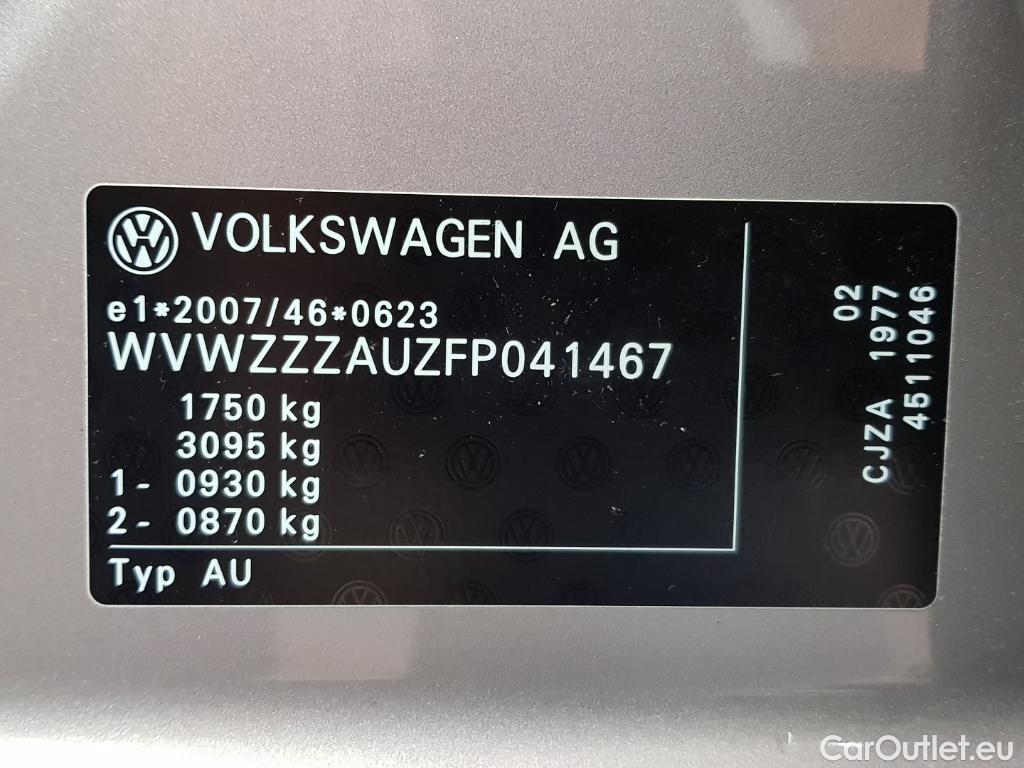 VOLKSWAGEN AG
e1*2007/46*0623
WVWZZZAUZFP041467
1750 kg
3095 kg
1- 0930 kg
2- 0870 kg
Typ AU
02
CJZA 1977
4511046
CarOutlet.eu